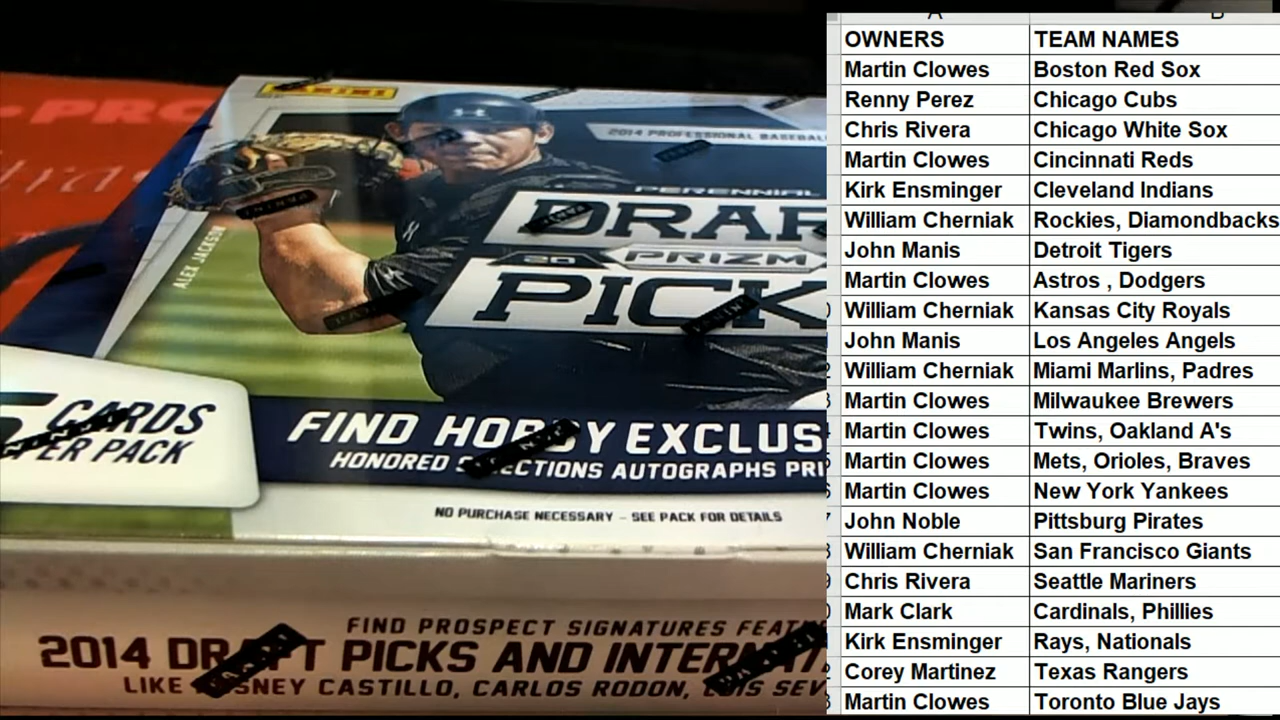 PANINI
2014 PROFESSIONAL BASEBALL
PERENNIAL
DRAF
20 PRIZM
PICK
ALEX JACKSON
5 CARDS
PER PACK
FIND HOBBY EXCLUS
HONORED SELECTIONS AUTOGRAPHS PRI
NO PURCHASE NECESSARY – SEE PACK FOR DETAILS
FIND PROSPECT SIGNATURES FEAT
2014 DRAFT PICKS AND INTERNATI
LIKE CASTILLO, CARLOS RODON, LUIS SEV
PRO
OWNERS TEAM NAMES
Martin Clowes Boston Red Sox
Renny Perez Chicago Cubs
Chris Rivera Chicago White Sox
Martin Clowes Cincinnati Reds
Kirk Ensminger Cleveland Indians
William Cherniak Rockies, Diamondbacks
John Manis Detroit Tigers
Martin Clowes Astros , Dodgers
William Cherniak Kansas City Royals
John Manis Los Angeles Angels
William Cherniak Miami Marlins, Padres
Martin Clowes Milwaukee Brewers
Martin Clowes Twins, Oakland A's
Martin Clowes Mets, Orioles, Braves
Martin Clowes New York Yankees
John Noble Pittsburg Pirates
William Cherniak San Francisco Giants
Chris Rivera Seattle Mariners
Mark Clark Cardinals, Phillies
Kirk Ensminger Rays, Nationals
Corey Martinez Texas Rangers
Martin Clowes Toronto Blue Jays